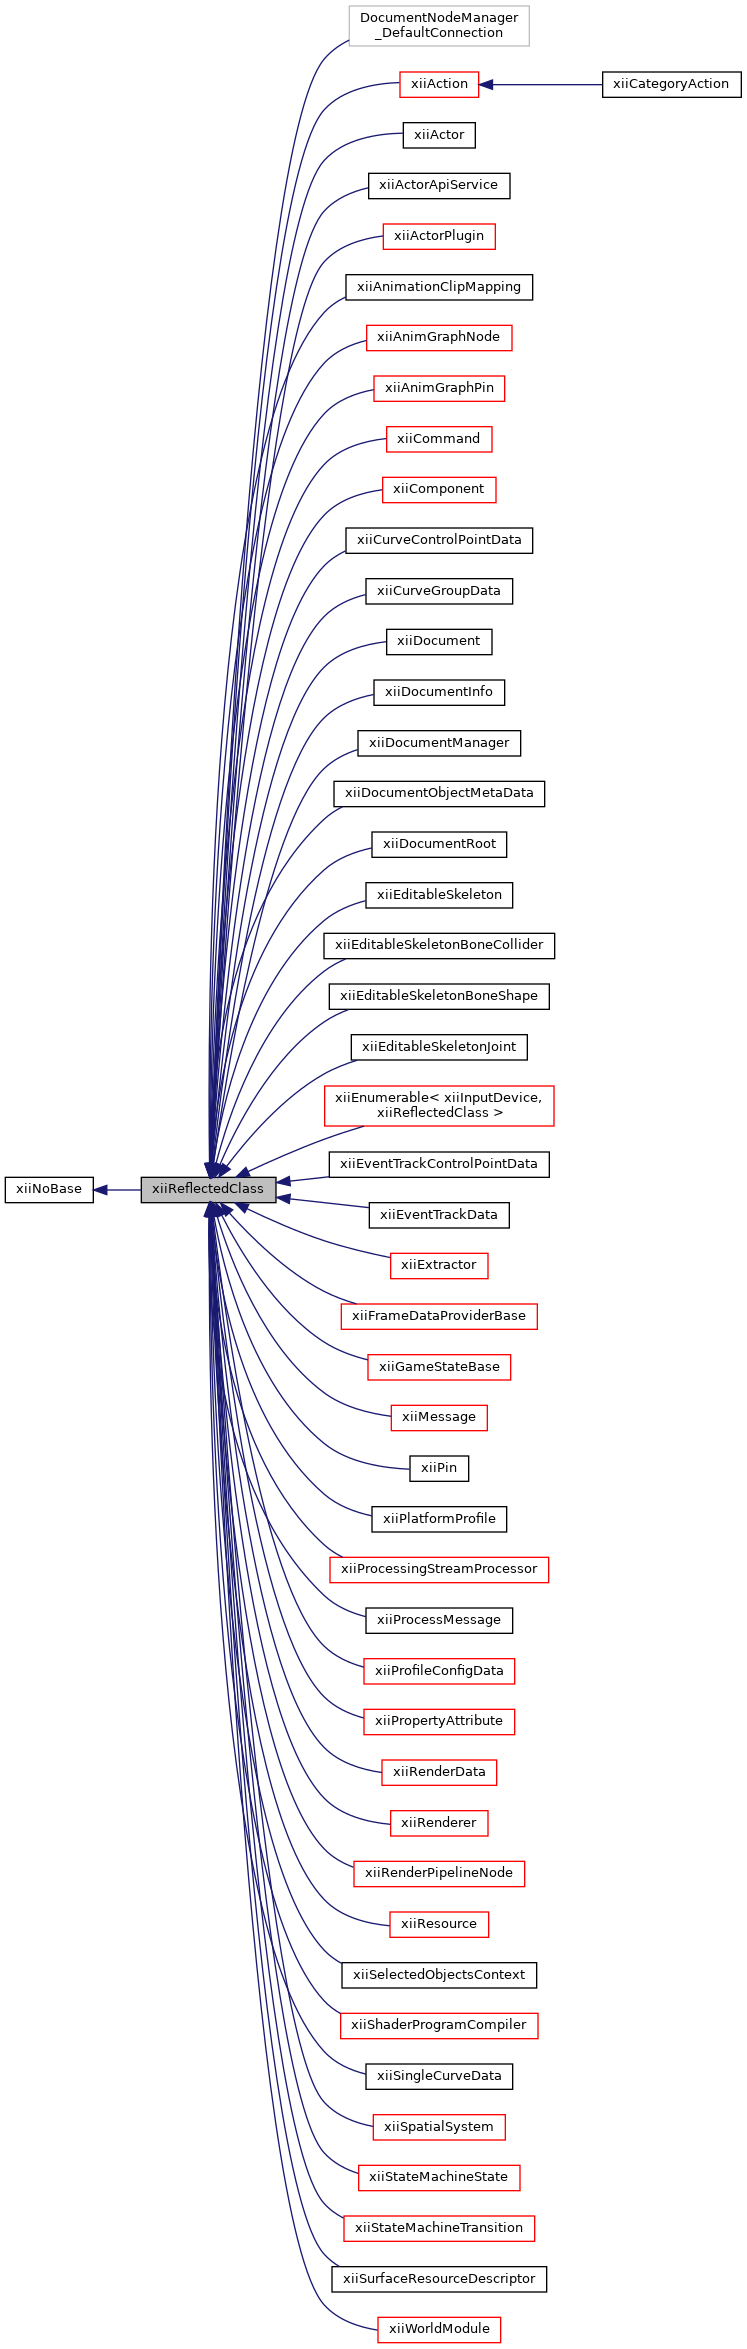 DocumentNodeManager
_DefaultConnection
xiiAction
xiiCategoryAction
xiiActor
xiiActorApiService
xiiActorPlugin
xiiAnimationClipMapping
xiiAnimGraphNode
xiiAnimGraphPin
xiiCommand
xiiComponent
xiiCurveControlPointData
xiiCurveGroupData
xiiDocument
xiiDocumentInfo
xiiDocumentManager
xiiDocumentObjectMetaData
xiiDocumentRoot
xiiEditableSkeleton
xiiEditableSkeletonBoneCollider
xiiEditableSkeletonBoneShape
xiiEditableSkeletonJoint
xiiEnumerable< xiiInputDevice,
xiiReflectedClass >
xiiEventTrackControlPointData
xiiNoBase
xiiReflectedClass
xiiEventTrackData
xiiExtractor
xiiFrameDataProviderBase
xiiGameStateBase
xiiMessage
xiiPin
xiiPlatformProfile
xiiProcessingStreamProcessor
xiiProcessMessage
xiiProfileConfigData
xiiPropertyAttribute
xiiRenderData
xiiRenderer
xiiRenderPipelineNode
xiiResource
xiiSelectedObjectsContext
xiiShaderProgramCompiler
xiiSingleCurveData
xiiSpatialSystem
xiiStateMachineState
xiiStateMachineTransition
xiiSurfaceResourceDescriptor
xiiWorldModule